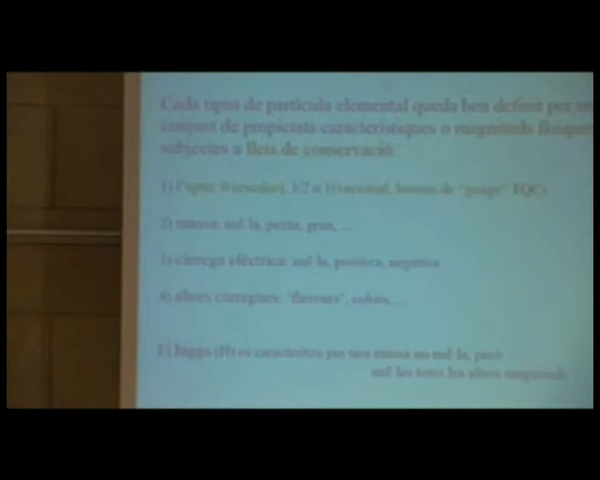 Cada tipus de partícula elemental queda ben definit per un
conjunt de propietats característiques o magnituds físiques
subjectes a lleis de conservació:
1) l'spin: 0 (escalar), 1/2 o 1(vectorial, bosons de "gauge" TQC)
2) massa: nul·la, petita, gran, ...
3) càrrega elèctrica: nul·la, positiva, negativa
4) altres càrregues: "flavours", colors,...
El higgs (H) es caracteritza per una massa no nul·la, però
nul·les totes les altres magnituds